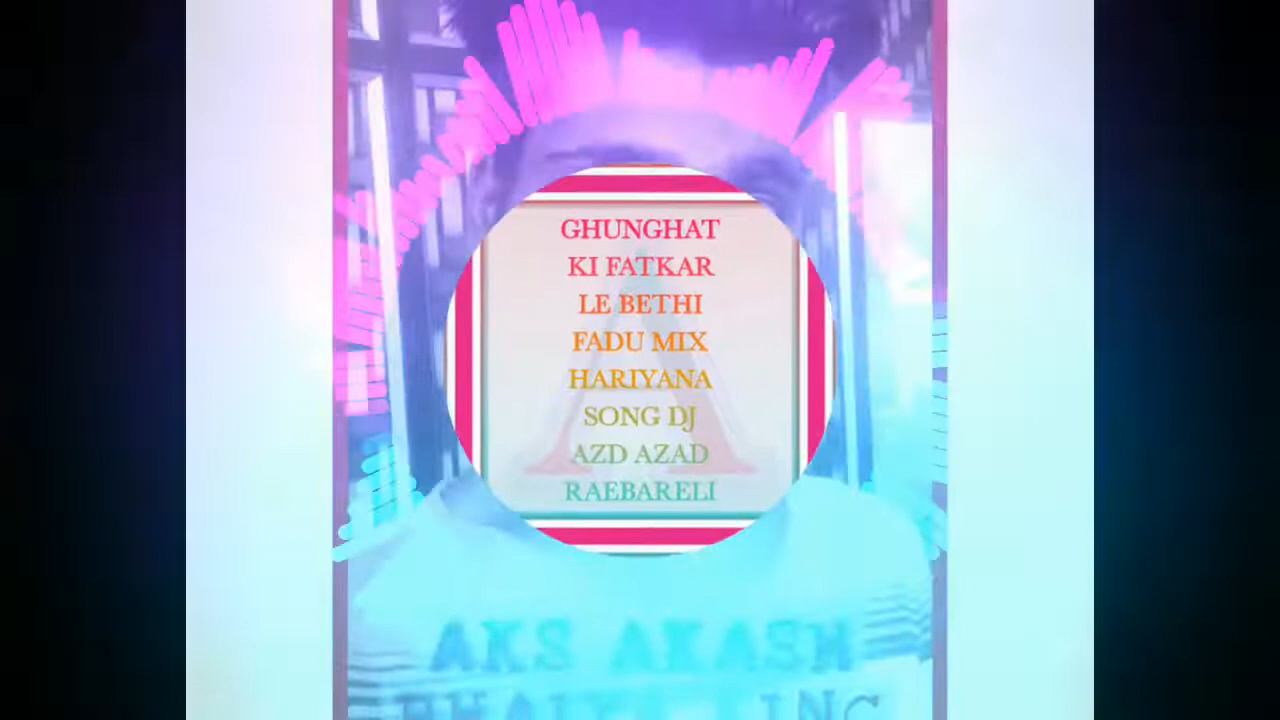 GHUNGHAT
KI FATKAR
LE BETHI
FADU MIX
HARIYANA
SONG DJ
AZD AZAD
RAEBARELI
AKS AKASH